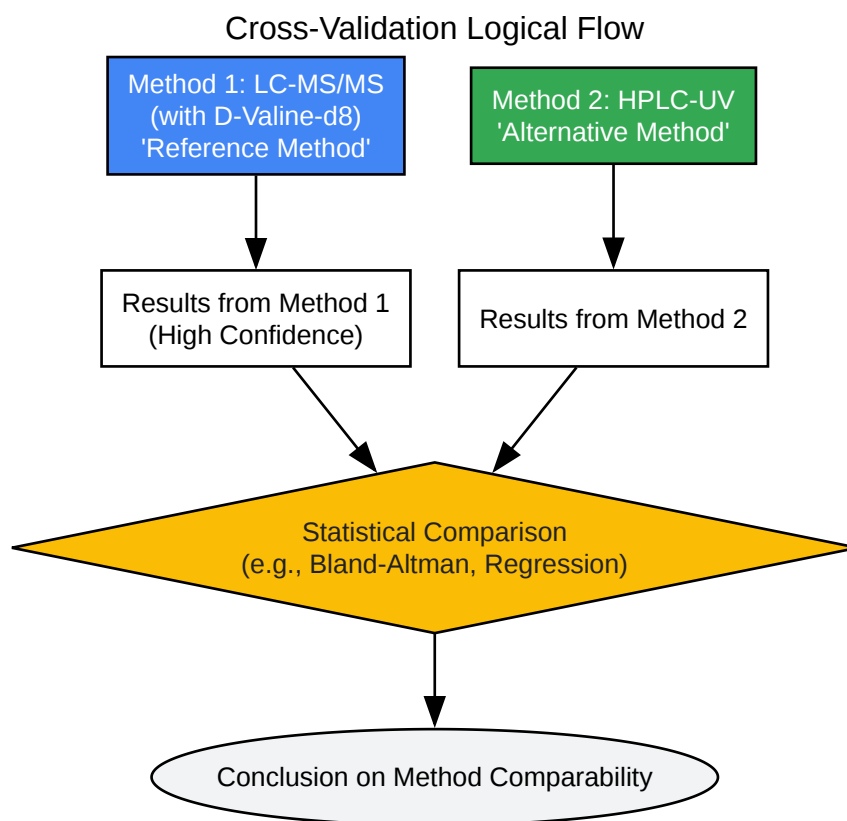 Cross-Validation Logical Flow
Method 1: LC-MS/MS
(with D-Valine-d8)
'Reference Method'
Method 2: HPLC-UV
'Alternative Method'
Results from Method 1
(High Confidence)
Results from Method 2
Statistical Comparison
(e.g., Bland-Altman, Regression)
Conclusion on Method Comparability